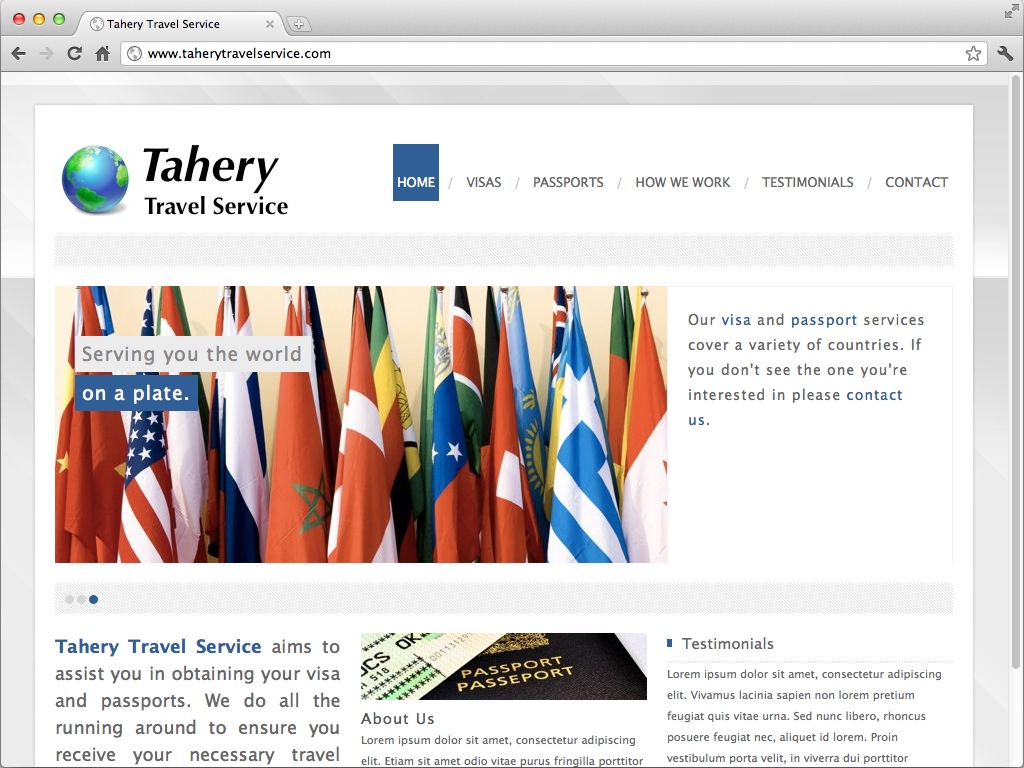 Tahery Travel Service
www.taherytravelservice.com
Tahery
Travel Service
HOME / VISAS / PASSPORTS / HOW WE WORK / TESTIMONIALS / CONTACT
Serving you the world
on a plate.
Our visa and passport services
cover a variety of countries. If
you don't see the one you're
interested in please contact
us.
Tahery Travel Service aims to
assist you in obtaining your visa
and passports. We do all the
running around to ensure you
receive your necessary travel
OCS OK
518
001131281
PASSPORT
PASSEPORT
About Us
Lorem ipsum dolor sit amet, consectetur adipiscing
elit. Etiam sit amet odio vitae purus fringilla porttitor
Testimonials
Lorem ipsum dolor sit amet, consectetur adipiscing
elit. Vivamus lacinia sapien non lorem pretium
feugiat quis vitae urna. Sed nunc libero, rhoncus
posuere feugiat nec, aliquet id lorem. Proin
vestibulum porta velit, in viverra dui porttitor